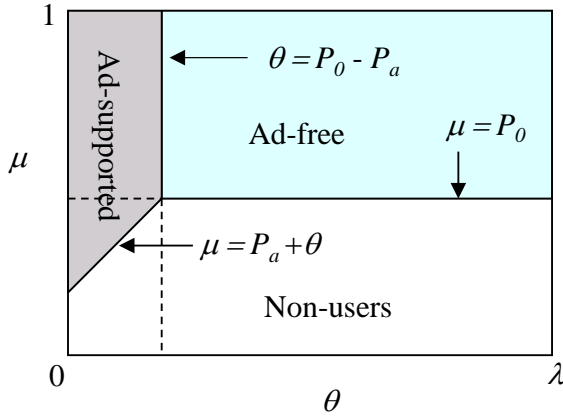 1
Ad-supported
θ = P₀ - Pₐ
Ad-free
μ = P₀
μ
μ = Pₐ + θ
Non-users
0
θ
λ